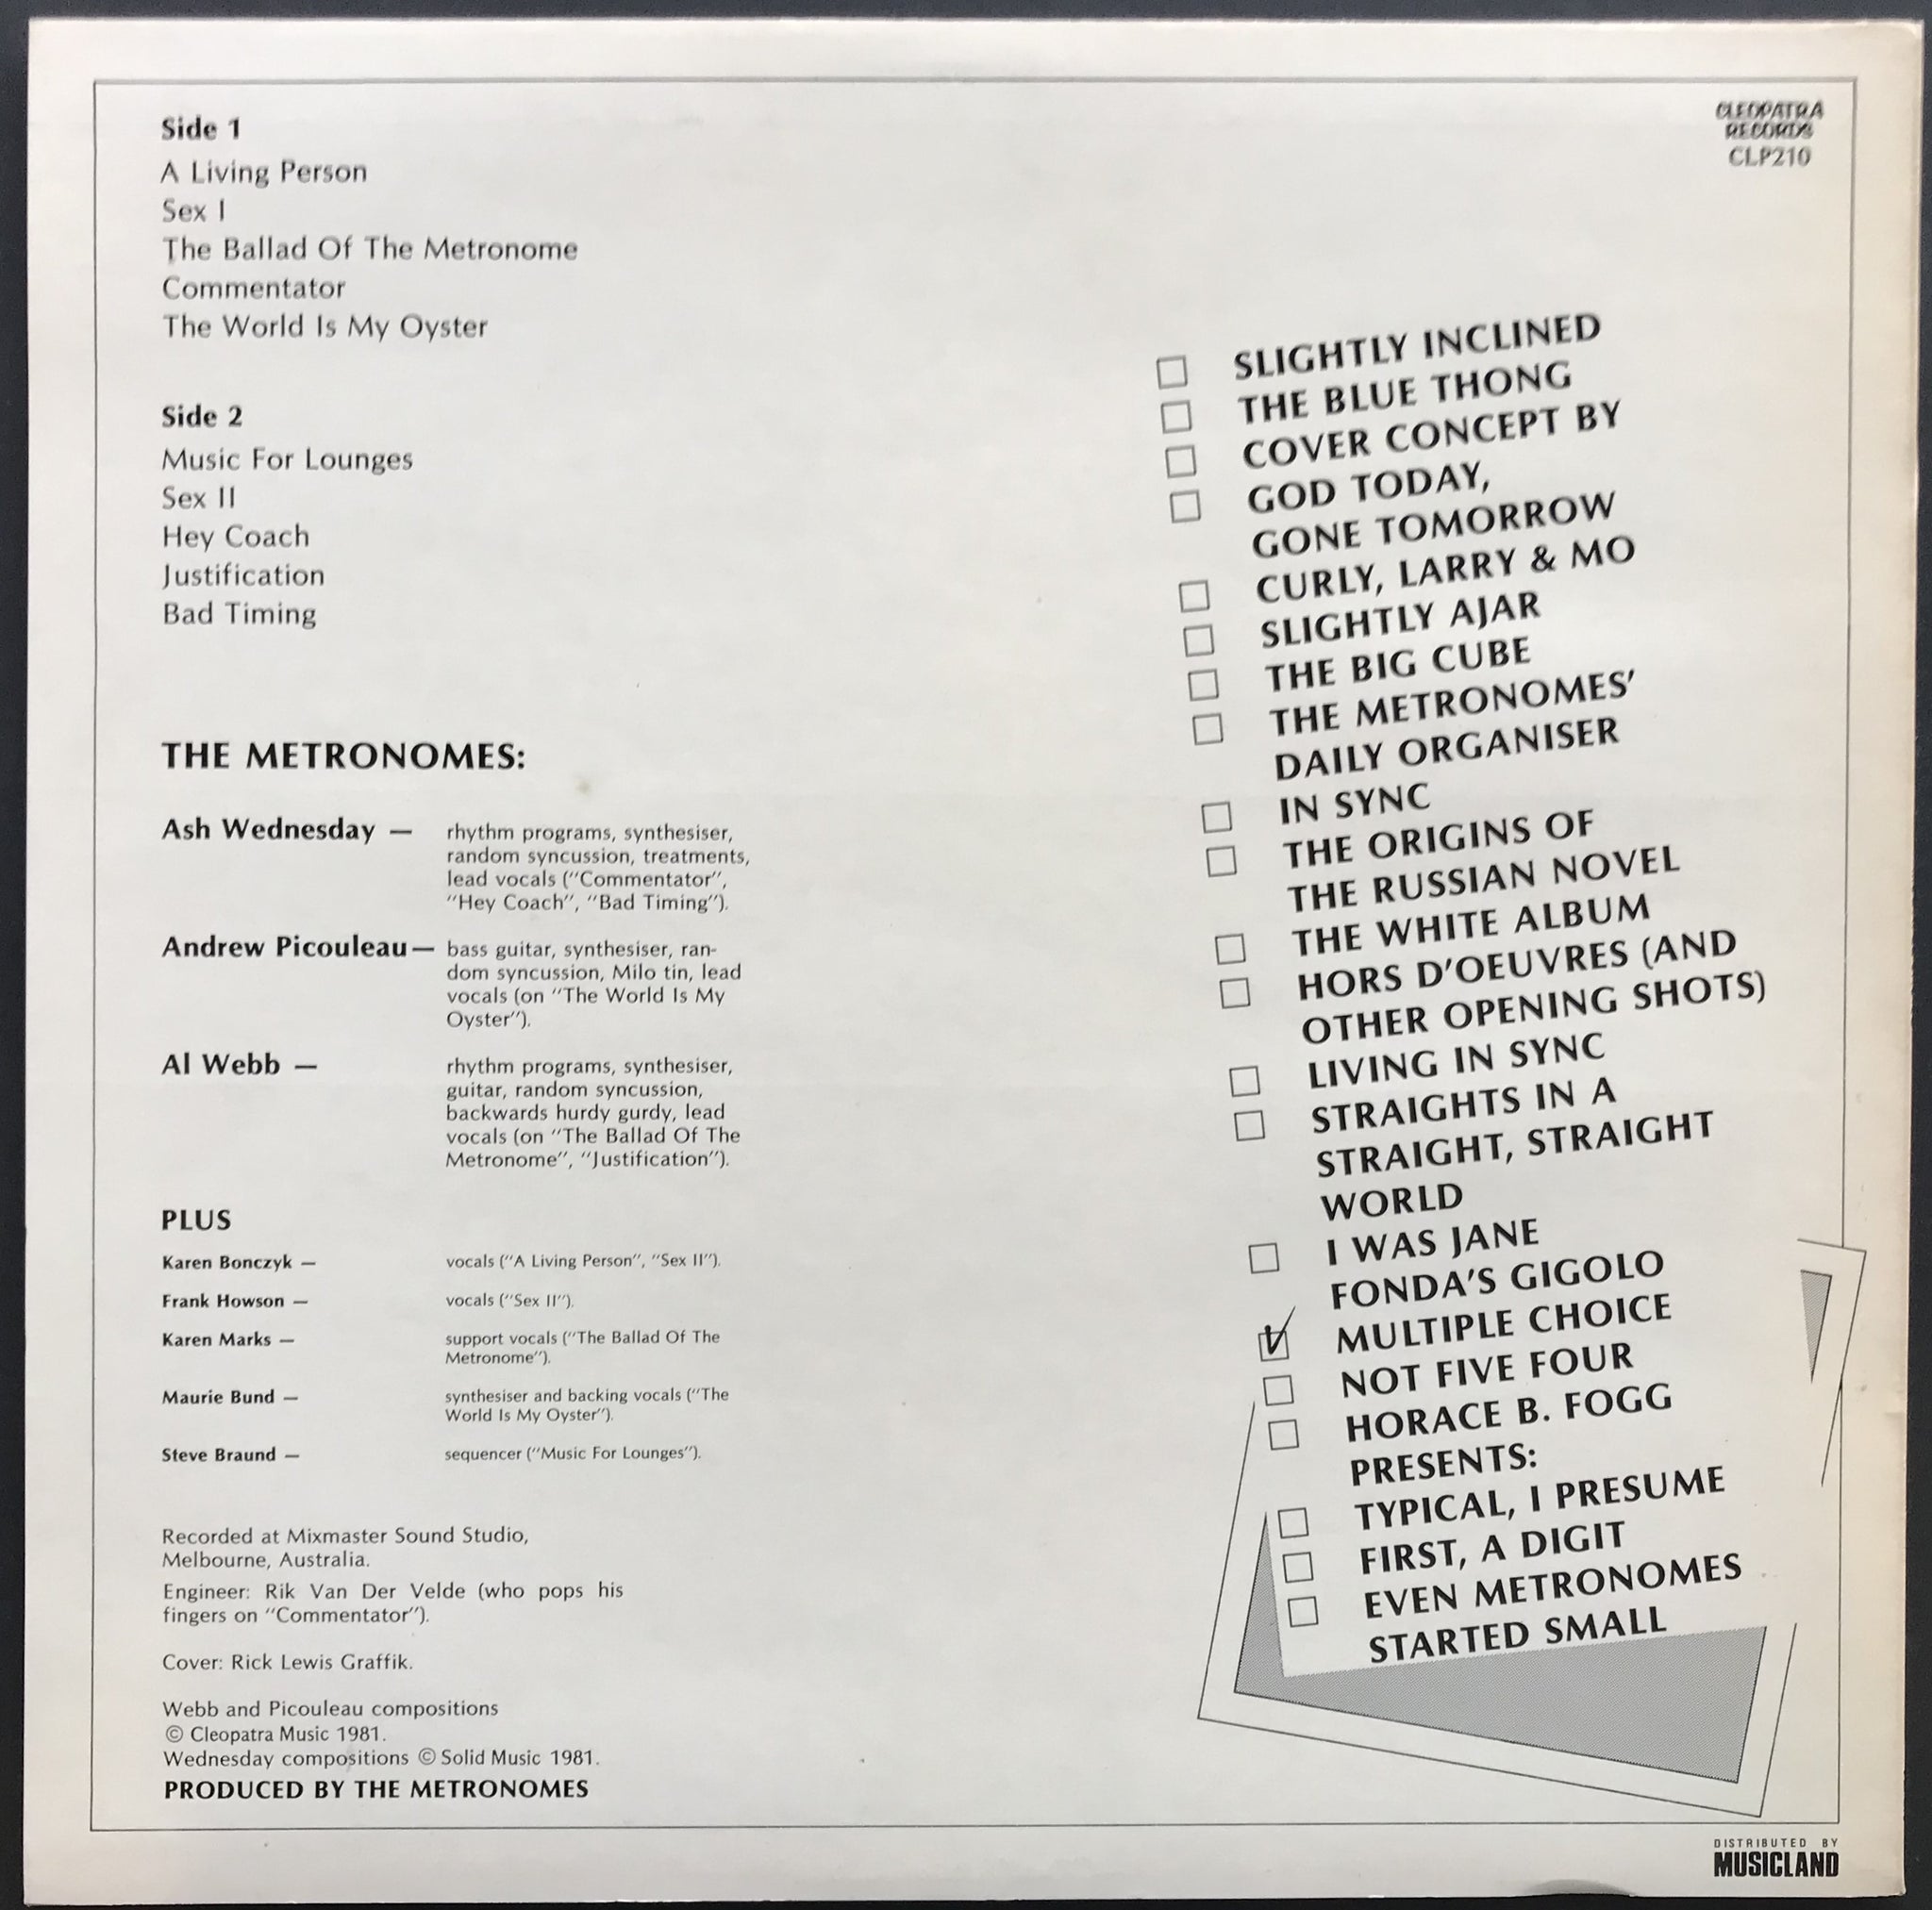 Side 1
A Living Person
Sex I
The Ballad Of The Metronome
Commentator
The World Is My Oyster
Side 2
Music For Lounges
Sex II
Hey Coach
Justification
Bad Timing
THE METRONOMES:
Ash Wednesday — rhythm programs, synthesiser,
random syncussion, treatments,
lead vocals ("Commentator",
"Hey Coach", "Bad Timing").
Andrew Picouleau — bass guitar, synthesiser, ran-
dom syncussion, Milo tin, lead
vocals (on "The World Is My
Oyster").
Al Webb — rhythm programs, synthesiser,
guitar, random syncussion,
backwards hurdy gurdy, lead
vocals (on "The Ballad Of The
Metronome", "Justification").
PLUS
Karen Bonczyk — vocals ("A Living Person", "Sex II").
Frank Howson — vocals ("Sex II").
Karen Marks — support vocals ("The Ballad Of The
Metronome").
Maurie Bund — synthesiser and backing vocals ("The
World Is My Oyster").
Steve Braund — sequencer ("Music For Lounges").
Recorded at Mixmaster Sound Studio,
Melbourne, Australia.
Engineer: Rik Van Der Velde (who pops his
fingers on "Commentator").
Cover: Rick Lewis Graffik.
Webb and Picouleau compositions
© Cleopatra Music 1981.
Wednesday compositions © Solid Music 1981.
PRODUCED BY THE METRONOMES
CLEOPATRA
RECORDS
CLP210
SLIGHTLY INCLINED
THE BLUE THONG
COVER CONCEPT BY
GOD TODAY,
GONE TOMORROW
CURLY, LARRY & MO
SLIGHTLY AJAR
THE BIG CUBE
THE METRONOMES'
DAILY ORGANISER
IN SYNC
THE ORIGINS OF
THE RUSSIAN NOVEL
THE WHITE ALBUM
HORS D'OEUVRES (AND
OTHER OPENING SHOTS)
LIVING IN SYNC
STRAIGHTS IN A
STRAIGHT, STRAIGHT
WORLD
I WAS JANE
FONDA'S GIGOLO
MULTIPLE CHOICE
NOT FIVE FOUR
HORACE B. FOGG
PRESENTS:
TYPICAL, I PRESUME
FIRST, A DIGIT
EVEN METRONOMES
STARTED SMALL
DISTRIBUTED BY
MUSICLAND